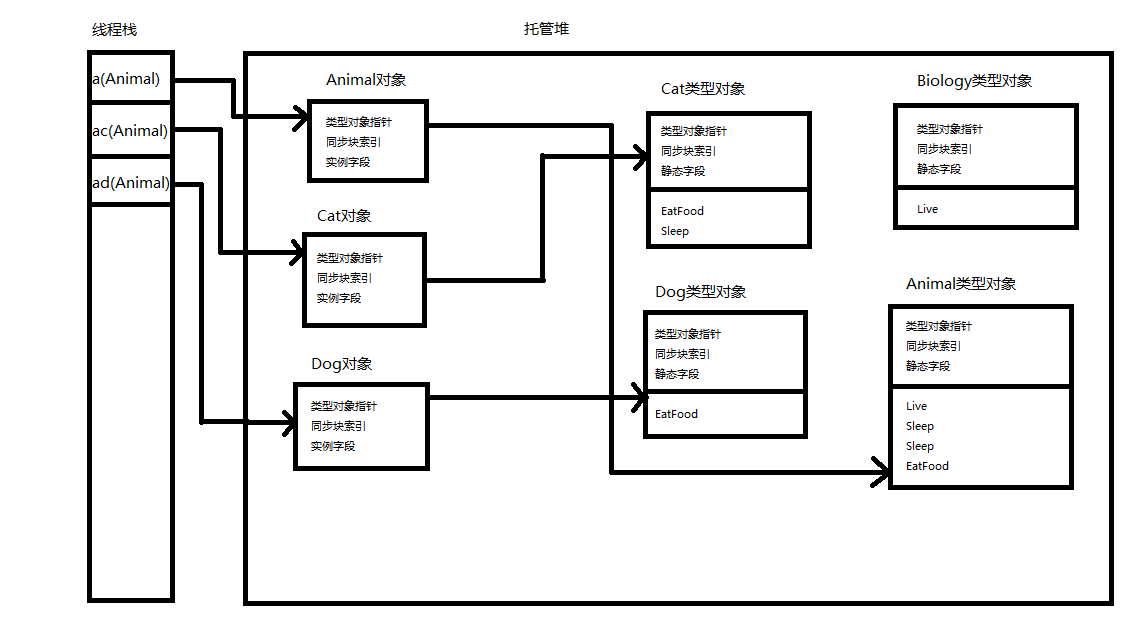 线程栈
托管堆
a(Animal)
ac(Animal)
ad(Animal)
Animal对象
类型对象指针
同步块索引
实例字段
Cat对象
类型对象指针
同步块索引
实例字段
Dog对象
类型对象指针
同步块索引
实例字段
Cat类型对象
类型对象指针
同步块索引
静态字段
EatFood
Sleep
Dog类型对象
类型对象指针
同步块索引
静态字段
EatFood
Biology类型对象
类型对象指针
同步块索引
静态字段
Live
Animal类型对象
类型对象指针
同步块索引
静态字段
Live
Sleep
Sleep
EatFood